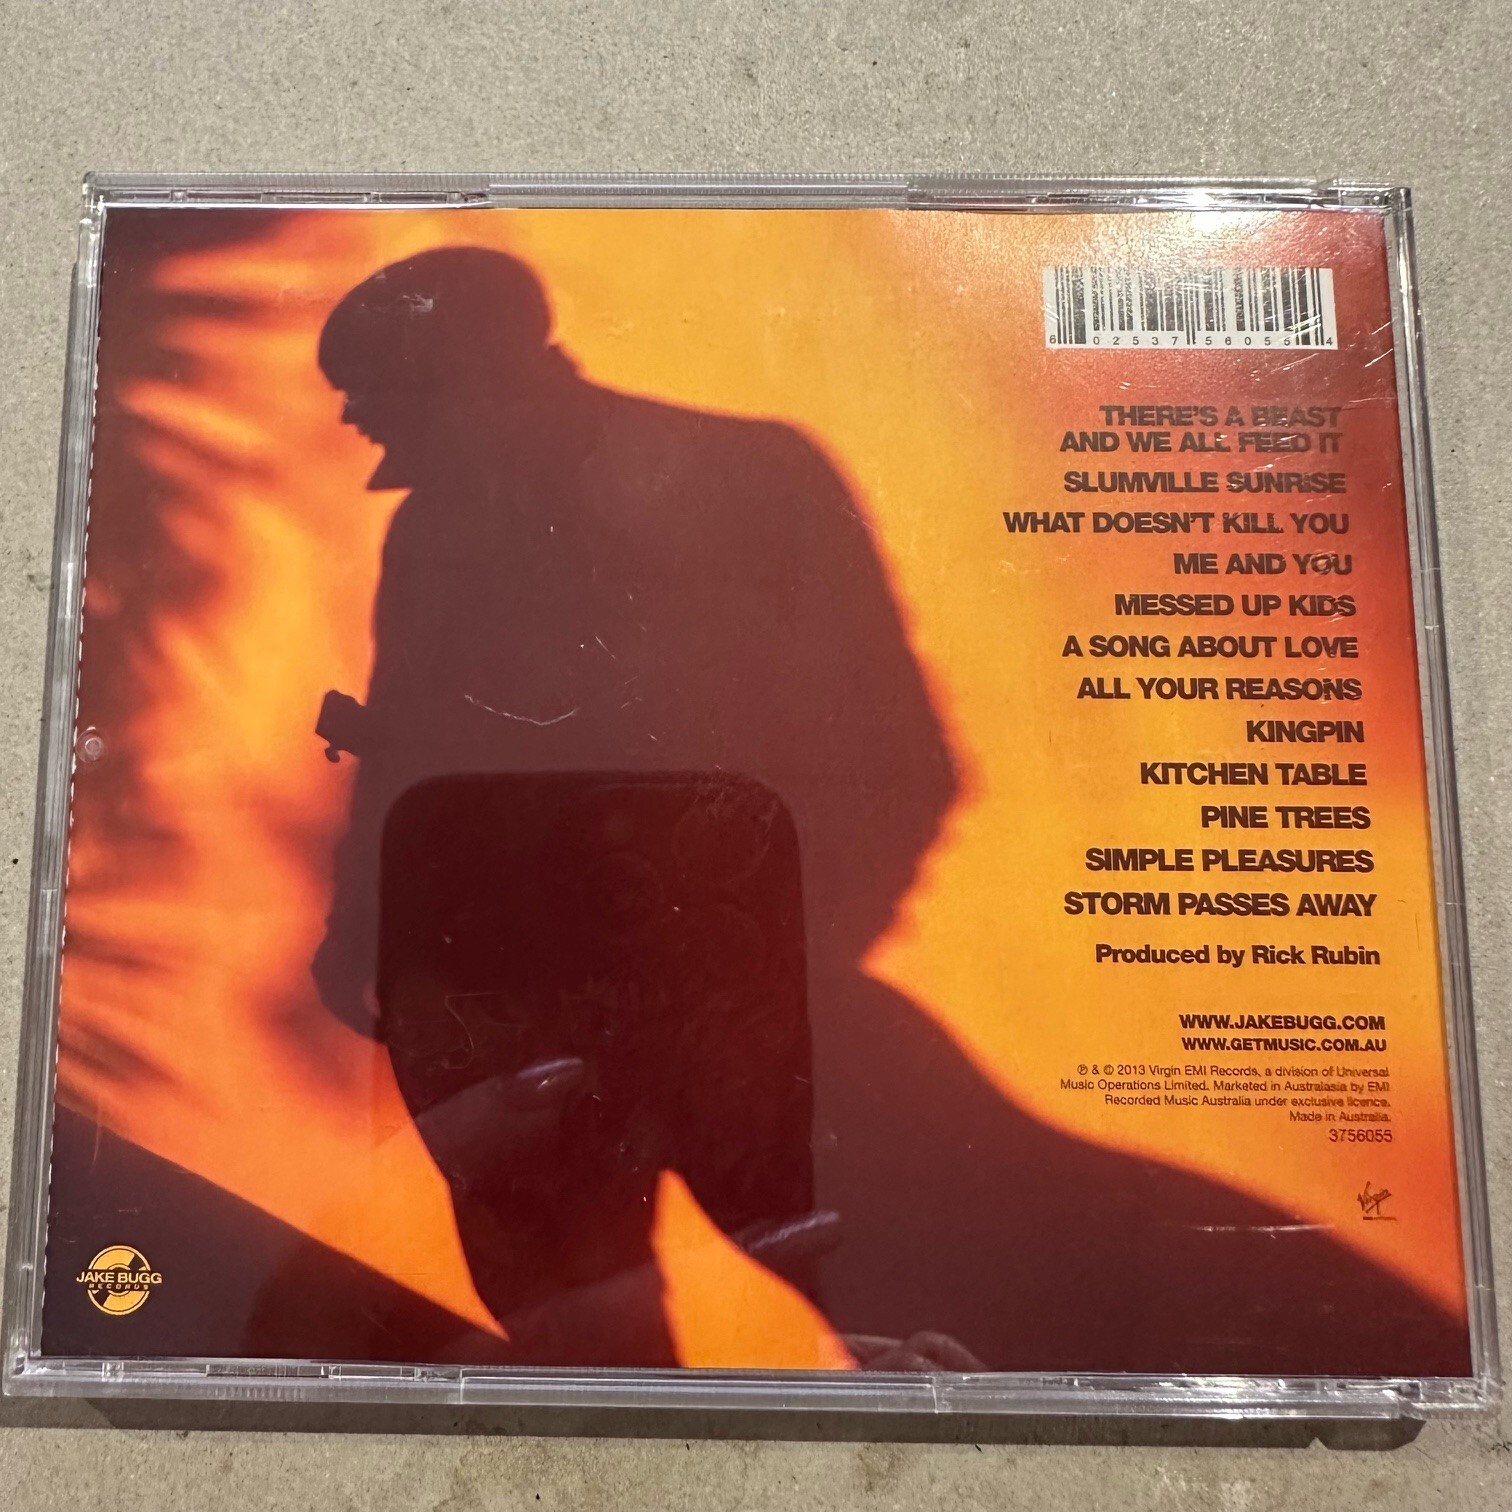 6 02537 56055 4
THERE'S A BEAST
AND WE ALL FEED IT
SLUMVILLE SUNRISE
WHAT DOESN'T KILL YOU
ME AND YOU
MESSED UP KIDS
A SONG ABOUT LOVE
ALL YOUR REASONS
KINGPIN
KITCHEN TABLE
PINE TREES
SIMPLE PLEASURES
STORM PASSES AWAY
Produced by Rick Rubin
WWW.JAKEBUGG.COM
WWW.GETMUSIC.COM.AU
℗ & © 2013 Virgin EMI Records, a division of Universal
Music Operations Limited. Marketed in Australasia by EMI
Recorded Music Australia under exclusive licence.
Made in Australia.
3756055
Virgin
JAKE BUGG
RECORDS